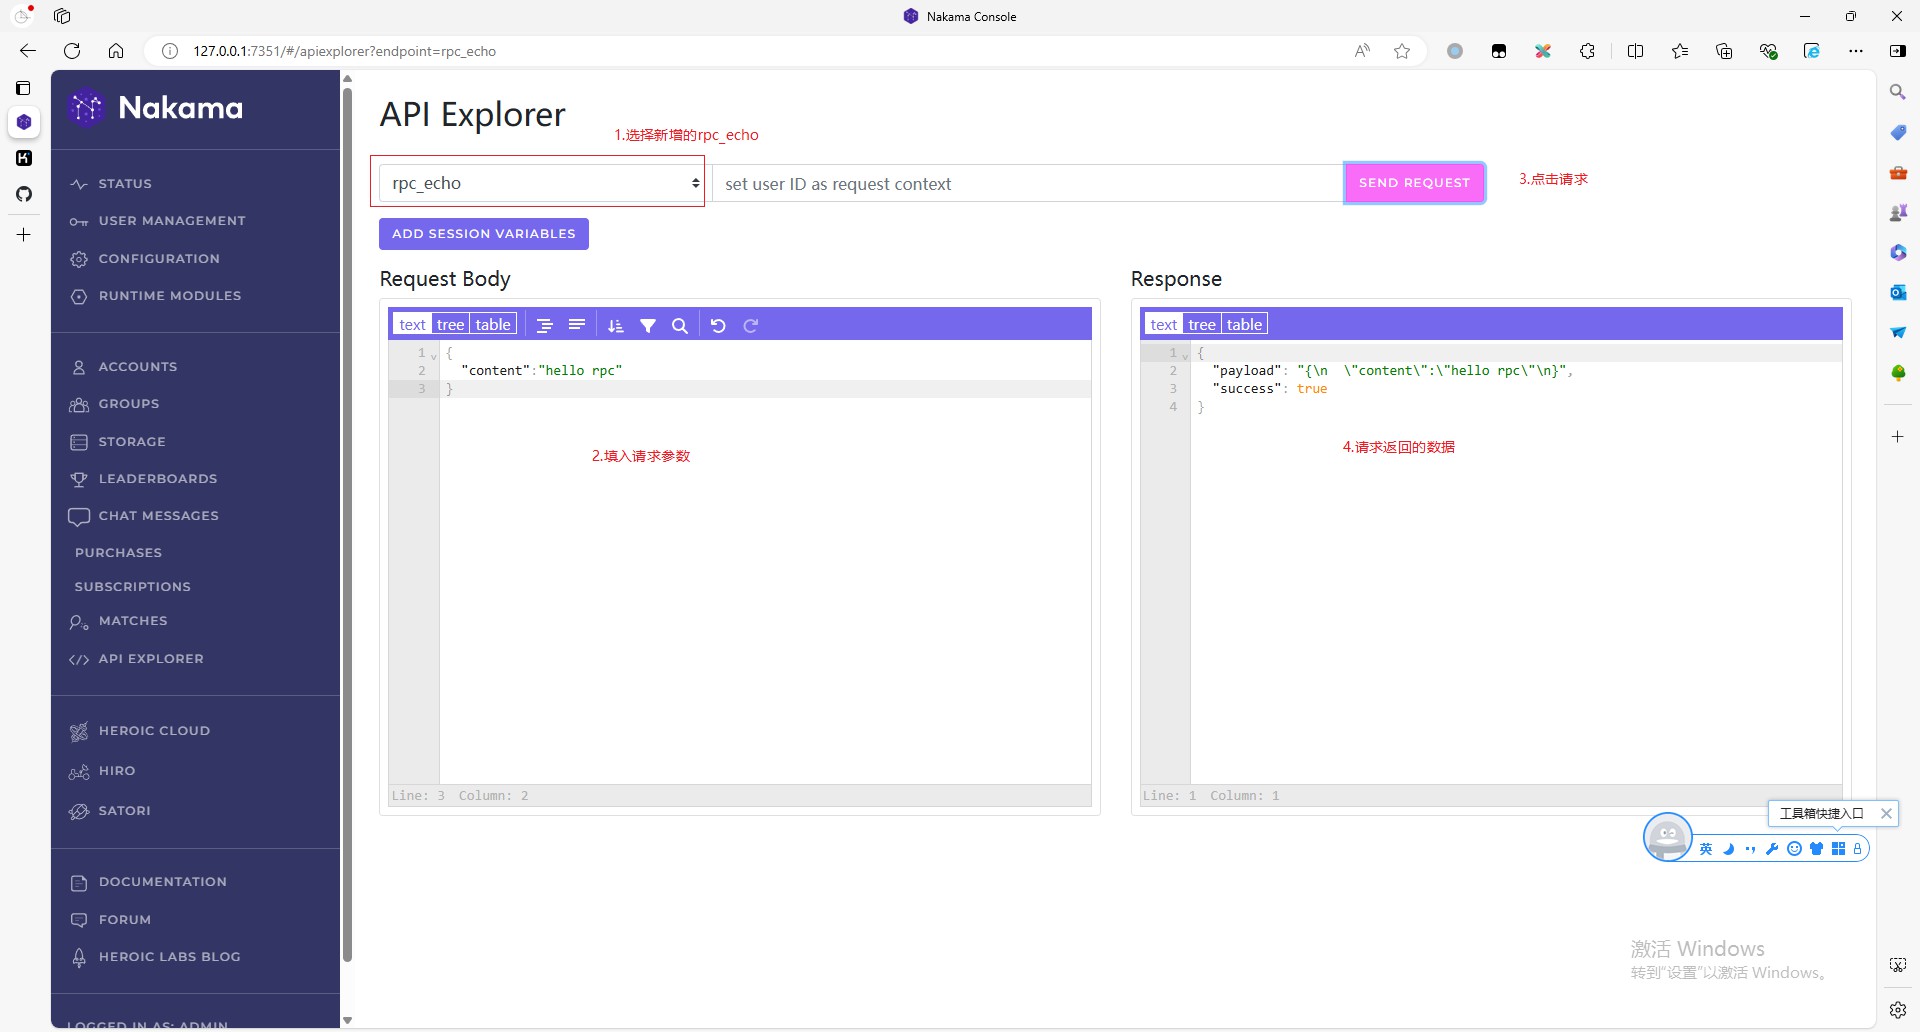 Nakama Console
127.0.0.1:7351/#/apiexplorer?endpoint=rpc_echo
Nakama
STATUS
USER MANAGEMENT
CONFIGURATION
RUNTIME MODULES
ACCOUNTS
GROUPS
STORAGE
LEADERBOARDS
CHAT MESSAGES
PURCHASES
SUBSCRIPTIONS
MATCHES
API EXPLORER
HEROIC CLOUD
HIRO
SATORI
DOCUMENTATION
FORUM
HEROIC LABS BLOG
LOGGED IN AS: ADMIN
API Explorer
1.选择新增的rpc_echo
rpc_echo
set user ID as request context
SEND REQUEST
3.点击请求
ADD SESSION VARIABLES
Request Body
text tree table
1 {
2 "content":"hello rpc"
3 }
2.填入请求参数
Line: 3 Column: 2
Response
text tree table
1 {
2 "payload": "{\n  \"content\":\"hello rpc\"\n}",
3 "success": true
4 }
4.请求返回的数据
Line: 1 Column: 1
工具箱快捷入口
英
激活 Windows
转到"设置"以激活 Windows。